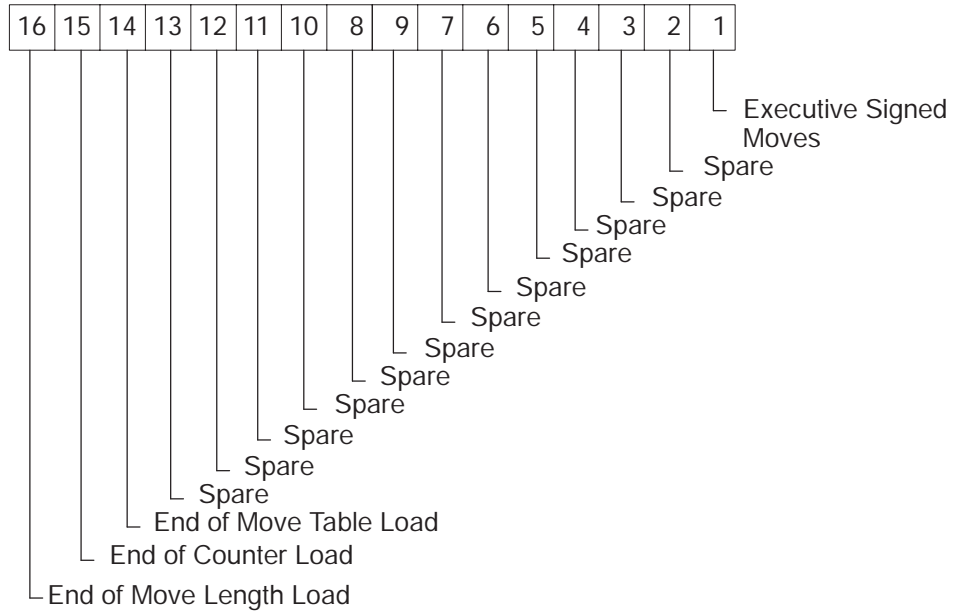 16 15 14 13 12 11 10 8 9 7 6 5 4 3 2 1
Executive Signed
Moves
Spare
Spare
Spare
Spare
Spare
Spare
Spare
Spare
Spare
Spare
Spare
Spare
End of Move Table Load
End of Counter Load
End of Move Length Load